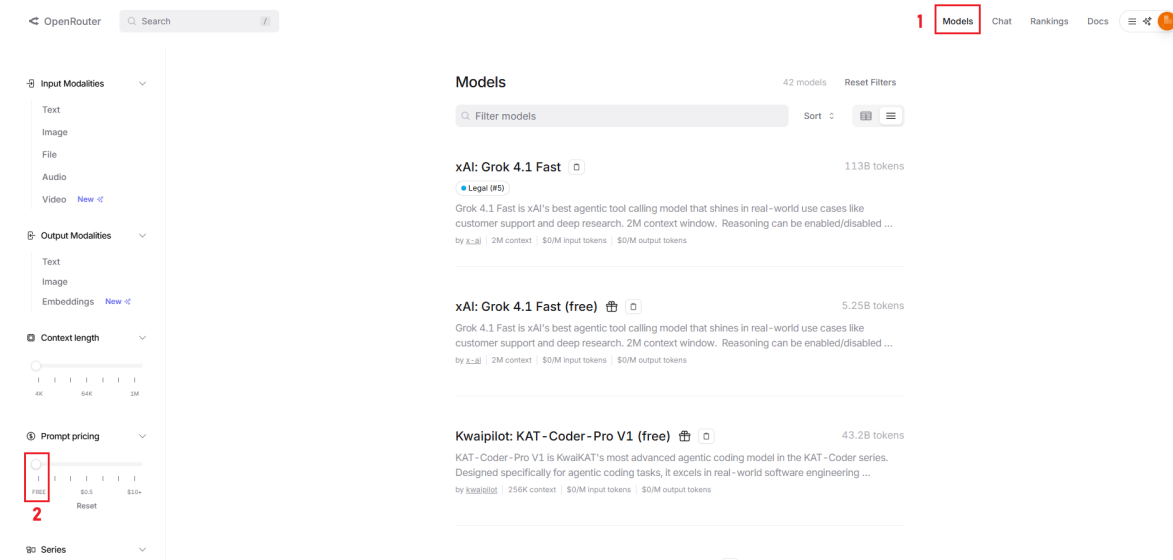 OpenRouter
Search
/
1
Models
Chat
Rankings
Docs
Input Modalities
Text
Image
File
Audio
Video New
Output Modalities
Text
Image
Embeddings New
Context length
4K 64K 1M
Prompt pricing
FREE $0.5 $10+
Reset
2
Series
Models
42 models
Reset Filters
Filter models
Sort
xAI: Grok 4.1 Fast
113B tokens
Legal (#5)
Grok 4.1 Fast is xAI's best agentic tool calling model that shines in real-world use cases like
customer support and deep research. 2M context window. Reasoning can be enabled/disabled ...
by x-ai | 2M context | $0/M input tokens | $0/M output tokens
xAI: Grok 4.1 Fast (free)
5.25B tokens
Grok 4.1 Fast is xAI's best agentic tool calling model that shines in real-world use cases like
customer support and deep research. 2M context window. Reasoning can be enabled/disabled ...
by x-ai | 2M context | $0/M input tokens | $0/M output tokens
Kwaipilot: KAT-Coder-Pro V1 (free)
43.2B tokens
KAT-Coder-Pro V1 is KwaiKAT's most advanced agentic coding model in the KAT-Coder series.
Designed specifically for agentic coding tasks, it excels in real-world software engineering ...
by kwaipilot | 256K context | $0/M input tokens | $0/M output tokens